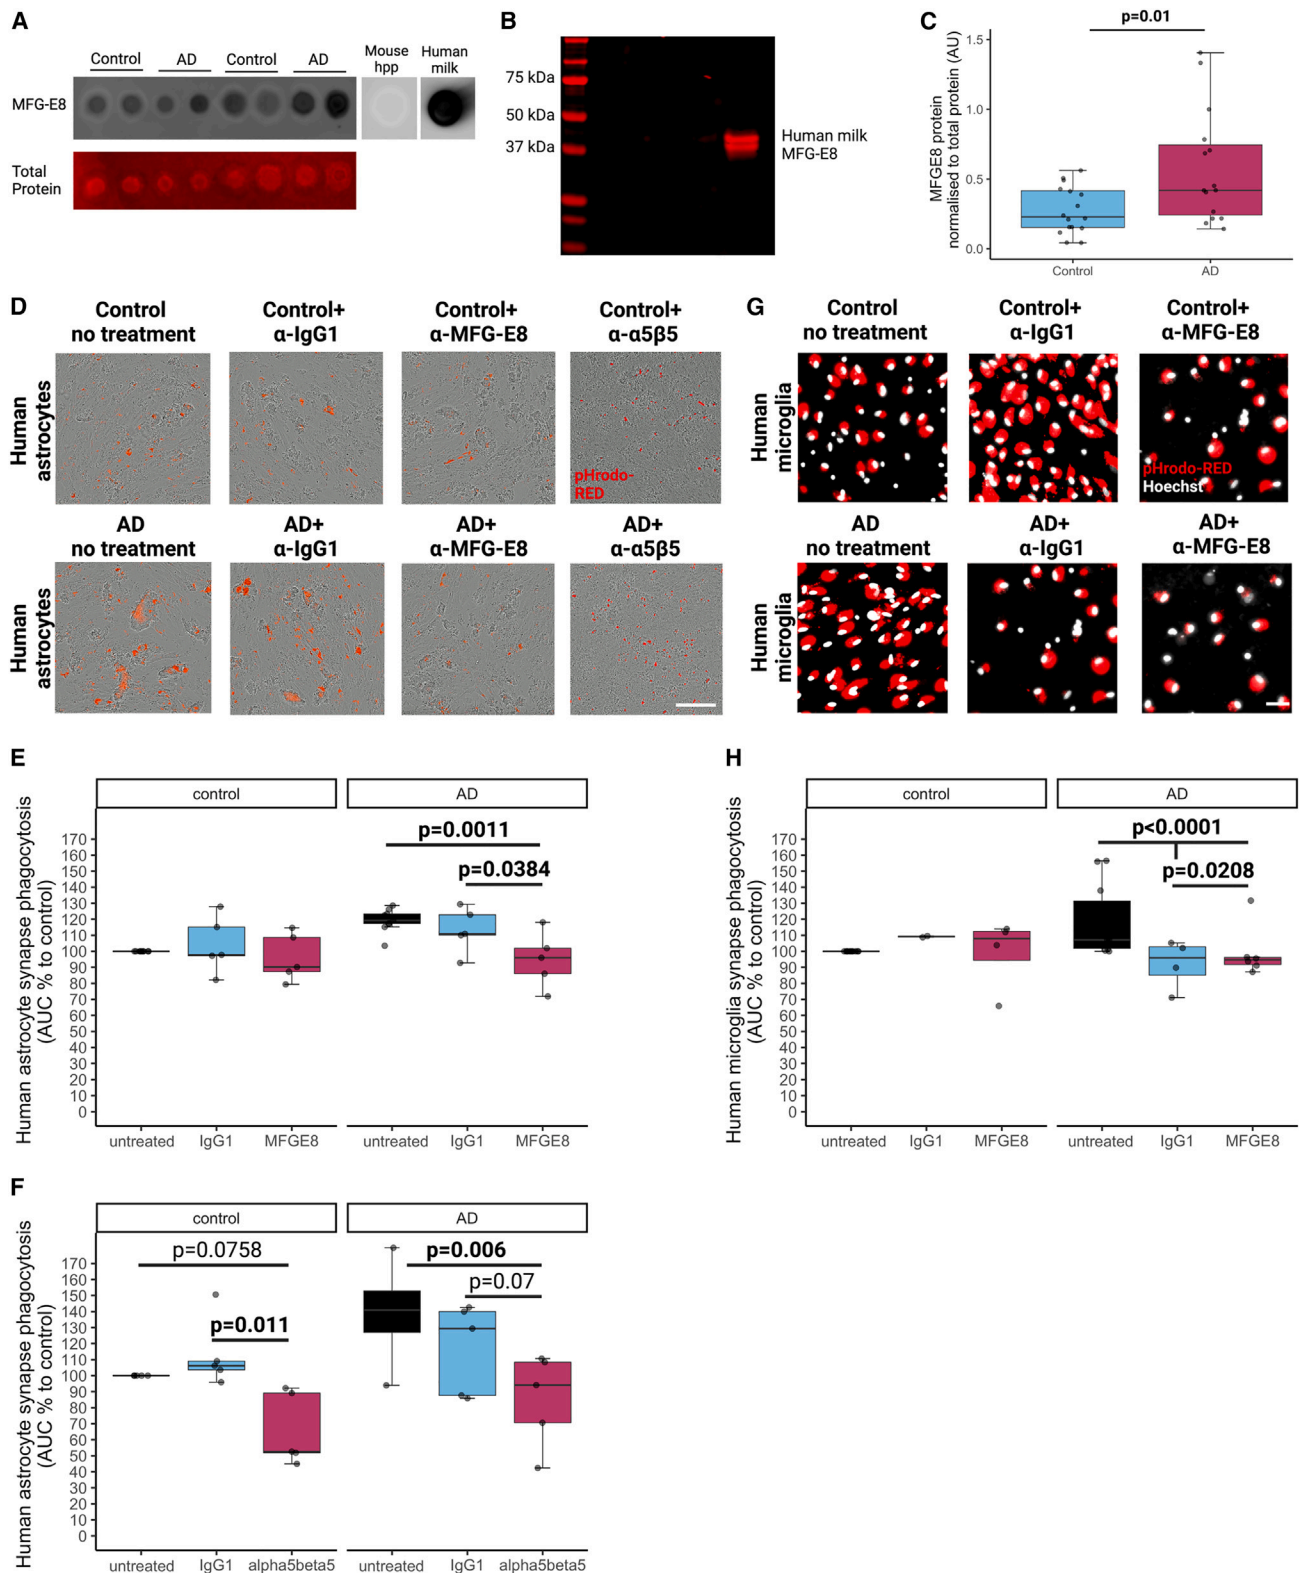 A
Control
AD
Control
AD
Mouse
hpp
Human
milk
MFG-E8
Total
Protein
B
75 kDa
50 kDa
37 kDa
Human milk
MFG-E8
C
p=0.01
MFGE8 protein
normalised to total protein (AU)
1.5
1.0
0.5
0.0
Control
AD
D
Control
no treatment
Control+
α-IgG1
Control+
α-MFG-E8
Control+
α-α5β5
Human
astrocytes
pHrodo-
RED
AD
no treatment
AD+
α-IgG1
AD+
α-MFG-E8
AD+
α-α5β5
Human
astrocytes
G
Control
no treatment
Control+
α-IgG1
Control+
α-MFG-E8
Human
microglia
pHrodo-RED
Hoechst
AD
no treatment
AD+
α-IgG1
AD+
α-MFG-E8
Human
microglia
E
control
AD
Human astrocyte synapse phagocytosis
(AUC % to control)
170
160
150
140
130
120
110
100
90
80
70
60
50
40
30
20
10
0
p=0.0011
p=0.0384
untreated
IgG1
MFGE8
untreated
IgG1
MFGE8
H
control
AD
Human microglia synapse phagocytosis
(AUC % to control)
170
160
150
140
130
120
110
100
90
80
70
60
50
40
30
20
10
0
p<0.0001
p=0.0208
untreated
IgG1
MFGE8
untreated
IgG1
MFGE8
F
control
AD
Human astrocyte synapse phagocytosis
(AUC % to control)
170
160
150
140
130
120
110
100
90
80
70
60
50
40
30
20
10
0
p=0.0758
p=0.011
p=0.006
p=0.07
untreated
IgG1
alpha5beta5
untreated
IgG1
alpha5beta5